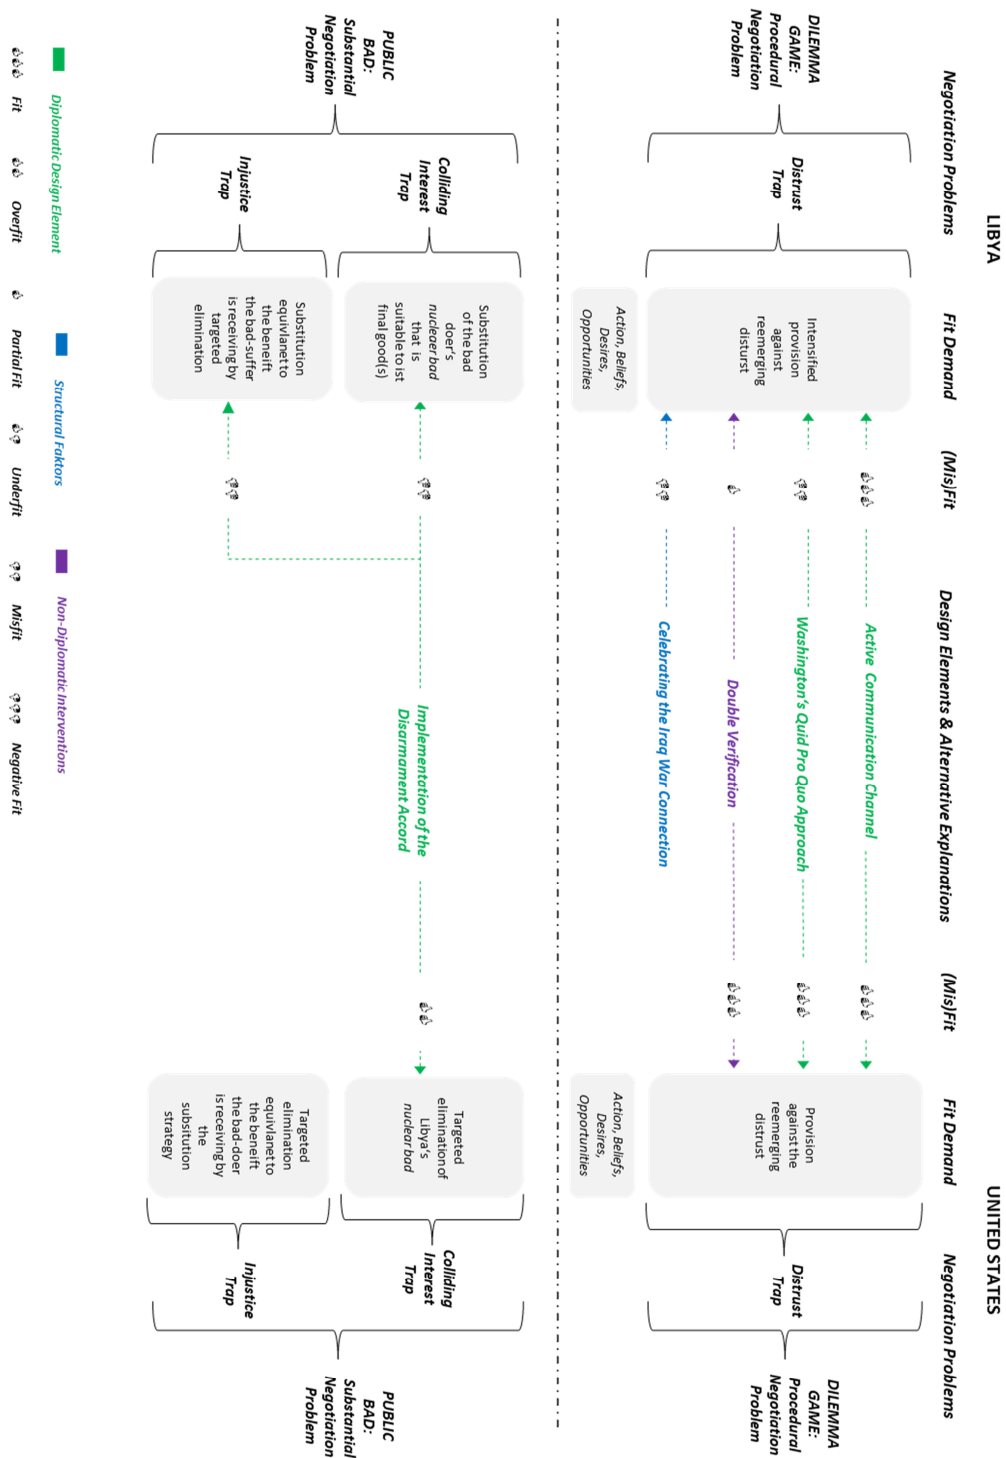 LIBYA
UNITED STATES
Negotiation Problems
Fit Demand
(Mis)Fit
Design Elements & Alternative Explanations
(Mis)Fit
Fit Demand
Negotiation Problems
DILEMMA
GAME:
Procedural
Negotiation
Problem
Distrust
Trap
Intensified
provision
against
reemerging
disturst
Action, Beliefs,
Desires,
Opportunities
Active Communication Channel
Washington's Quid Pro Quo Approach
Double Verification
Celebrating the Iraq War Connection
Provision
against the
reemerging
distrust
Action, Beliefs,
Desires,
Opportunities
Distrust
Trap
DILEMMA
GAME:
Procedural
Negotiation
Problem
PUBLIC
BAD:
Substantial
Negotiation
Problem
Colliding
Interest
Trap
Injustice
Trap
Substitution
of the bad
doer's
nucleaer bad
that is
suitable to ist
final good(s)
Substitution
equivlanet to
the beneift
the bad-suffer
is receiving by
targeted
elimination
Implementation of the
Disarmament Accord
Targeted
elimination of
Libya's
nuclear bad
Targeted
elimination
equivlanet to
the beneift
the bad-doer
is receiving by
the
subsitution
strategy
Colliding
Interest
Trap
Injustice
Trap
PUBLIC
BAD:
Substantial
Negotiation
Problem
Diplomatic Design Element
Structural Faktors
Non-Diplomatic Interventions
Fit
Overfit
Partial Fit
Underfit
Misfit
Negative Fit